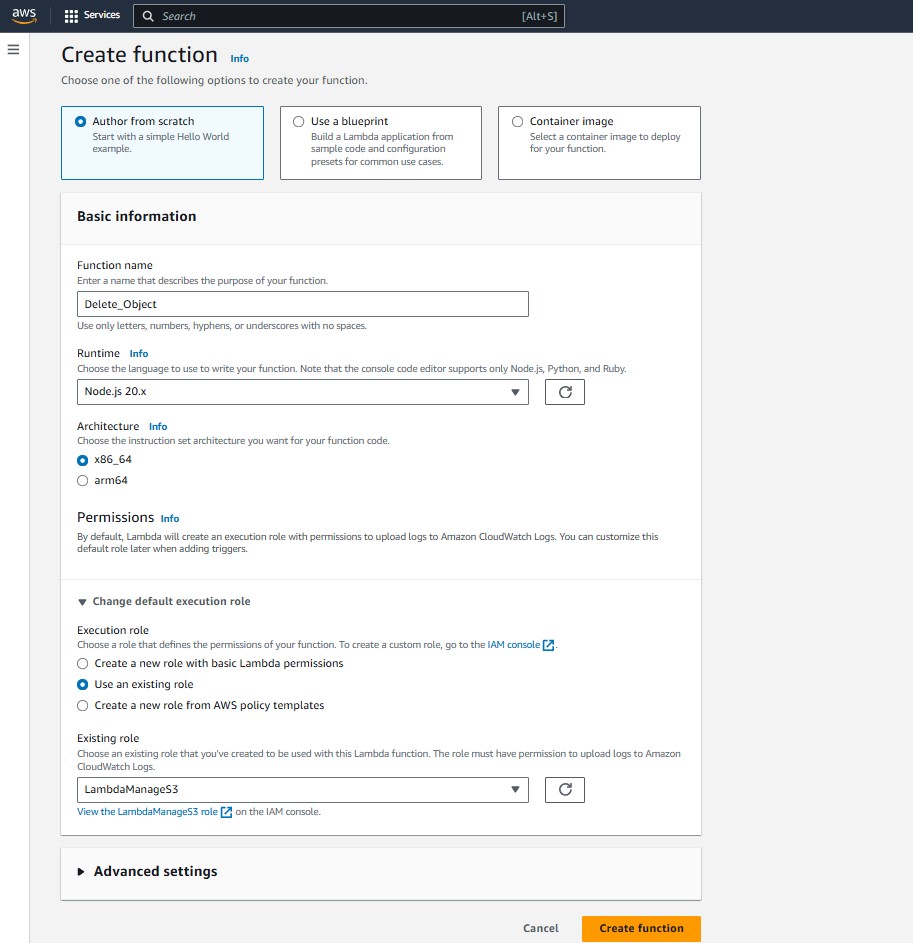 aws
Services
Search
[Alt+S]
Create function Info
Choose one of the following options to create your function.
Author from scratch
Start with a simple Hello World
example.
Use a blueprint
Build a Lambda application from
sample code and configuration
presets for common use cases.
Container image
Select a container image to deploy
for your function.
Basic information
Function name
Enter a name that describes the purpose of your function.
Delete_Object
Use only letters, numbers, hyphens, or underscores with no spaces.
Runtime Info
Choose the language to use to write your function. Note that the console code editor supports only Node.js, Python, and Ruby.
Node.js 20.x
Architecture Info
Choose the instruction set architecture you want for your function code.
x86_64
arm64
Permissions Info
By default, Lambda will create an execution role with permissions to upload logs to Amazon CloudWatch Logs. You can customize this
default role later when adding triggers.
Change default execution role
Execution role
Choose a role that defines the permissions of your function. To create a custom role, go to the IAM console.
Create a new role with basic Lambda permissions
Use an existing role
Create a new role from AWS policy templates
Existing role
Choose an existing role that you've created to be used with this Lambda function. The role must have permission to upload logs to Amazon
CloudWatch Logs.
LambdaManageS3
View the LambdaManageS3 role on the IAM console.
Advanced settings
Cancel
Create function